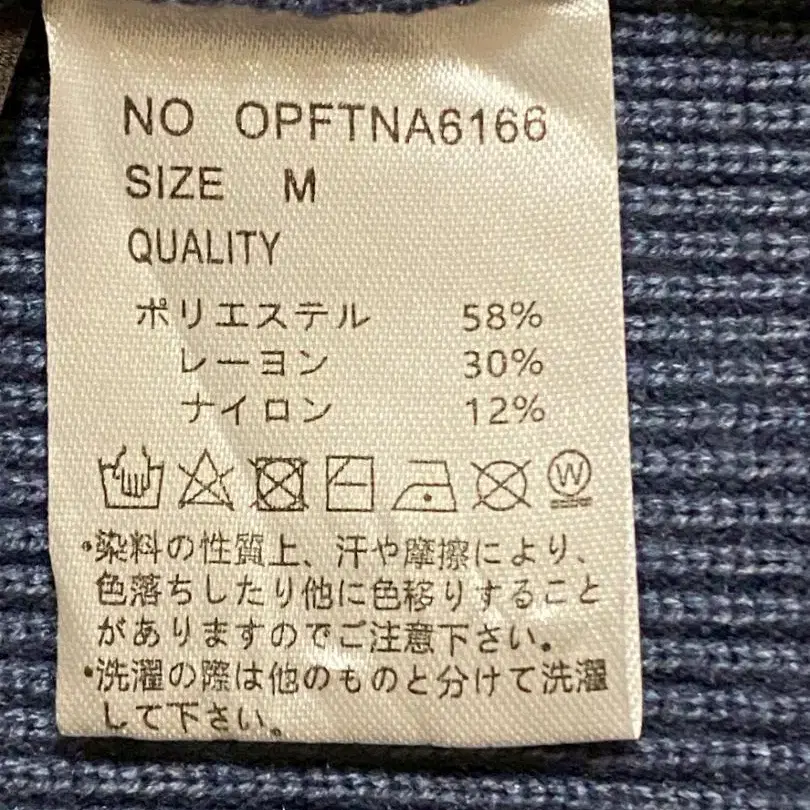 NO OPFTNA6166
SIZE M
QUALITY
ポリエステル 58%
レーヨン 30%
ナイロン 12%
W
•染料の性質上、汗や摩擦により、
色落ちしたり他に色移りすること
がありますのでご注意下さい。
•洗濯の際は他のものと分けて洗濯
して下さい。